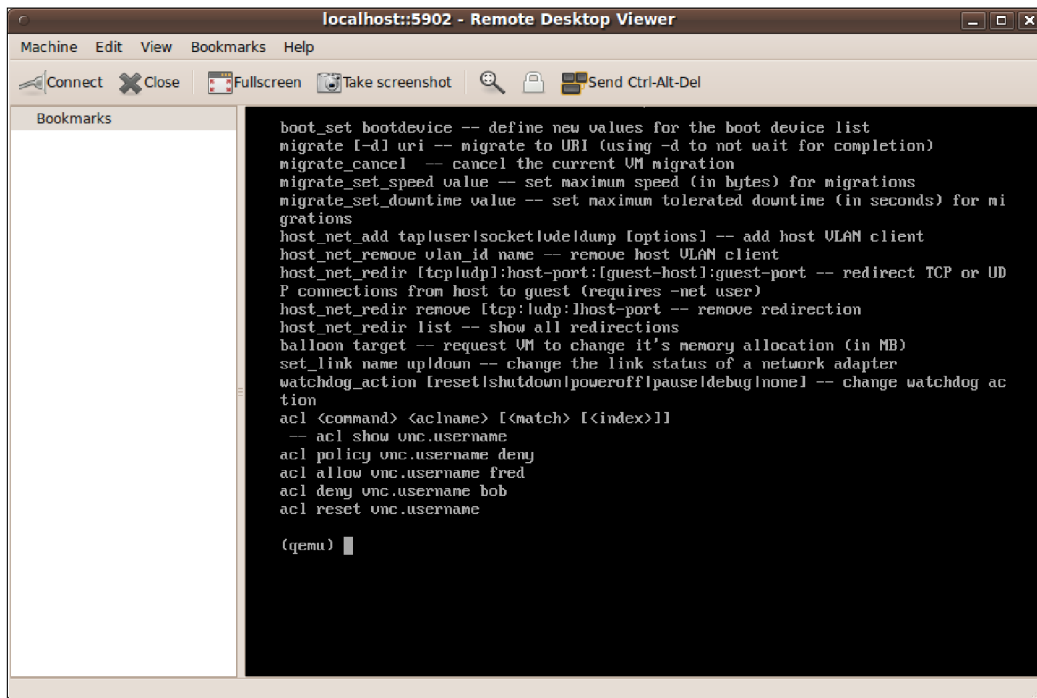 localhost::5902 - Remote Desktop Viewer
Machine Edit View Bookmarks Help
Connect Close Fullscreen Take screenshot Send Ctrl-Alt-Del
Bookmarks
boot_set bootdevice -- define new values for the boot device list
migrate [-d] uri -- migrate to URI (using -d to not wait for completion)
migrate_cancel  -- cancel the current VM migration
migrate_set_speed value -- set maximum speed (in bytes) for migrations
migrate_set_downtime value -- set maximum tolerated downtime (in seconds) for mi
grations
host_net_add tap|user|socket|vde|dump [options] -- add host VLAN client
host_net_remove vlan_id name -- remove host VLAN client
host_net_redir [tcp|udp]:host-port:[guest-host]:guest-port -- redirect TCP or UD
P connections from host to guest (requires -net user)
host_net_redir remove [tcp:|udp:]host-port -- remove redirection
host_net_redir list -- show all redirections
balloon target -- request VM to change it's memory allocation (in MB)
set_link name up|down -- change the link status of a network adapter
watchdog_action [reset|shutdown|poweroff|pause|debug|none] -- change watchdog ac
tion
acl <command> <aclname> [<match> [<index>]]
 -- acl show vnc.username
acl policy vnc.username deny
acl allow vnc.username fred
acl deny vnc.username bob
acl reset vnc.username
(qemu)